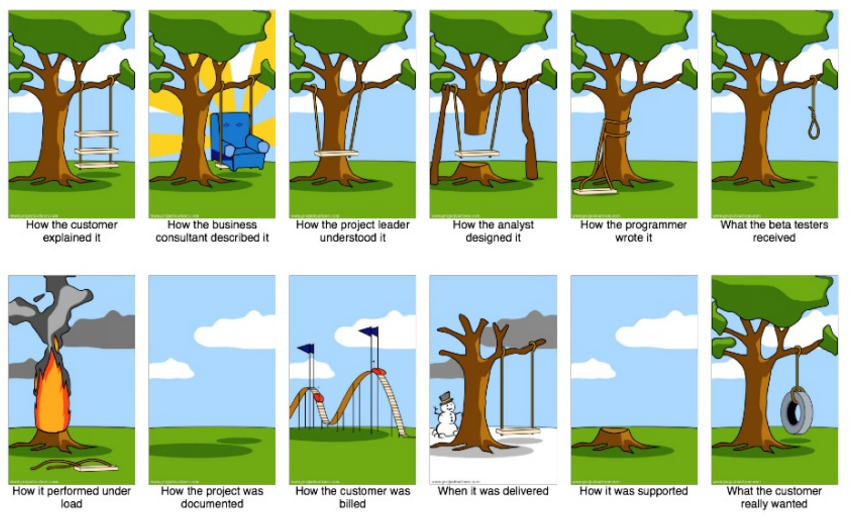 How the customer
explained it
How the business
consultant described it
How the project leader
understood it
How the analyst
designed it
How the programmer
wrote it
What the beta testers
received
How it performed under
load
How the project was
documented
How the customer was
billed
When it was delivered
How it was supported
What the customer
really wanted